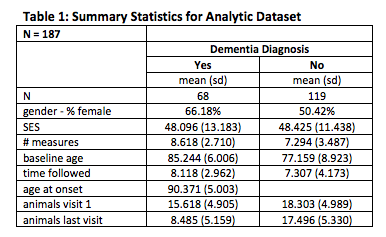 Table 1: Summary Statistics for Analytic Dataset
N = 187
Dementia Diagnosis
Yes No
mean (sd) mean (sd)
N 68 119
gender - % female 66.18% 50.42%
SES 48.096 (13.183) 48.425 (11.438)
# measures 8.618 (2.710) 7.294 (3.487)
baseline age 85.244 (6.006) 77.159 (8.923)
time followed 8.118 (2.962) 7.307 (4.173)
age at onset 90.371 (5.003)
animals visit 1 15.618 (4.905) 18.303 (4.989)
animals last visit 8.485 (5.159) 17.496 (5.330)